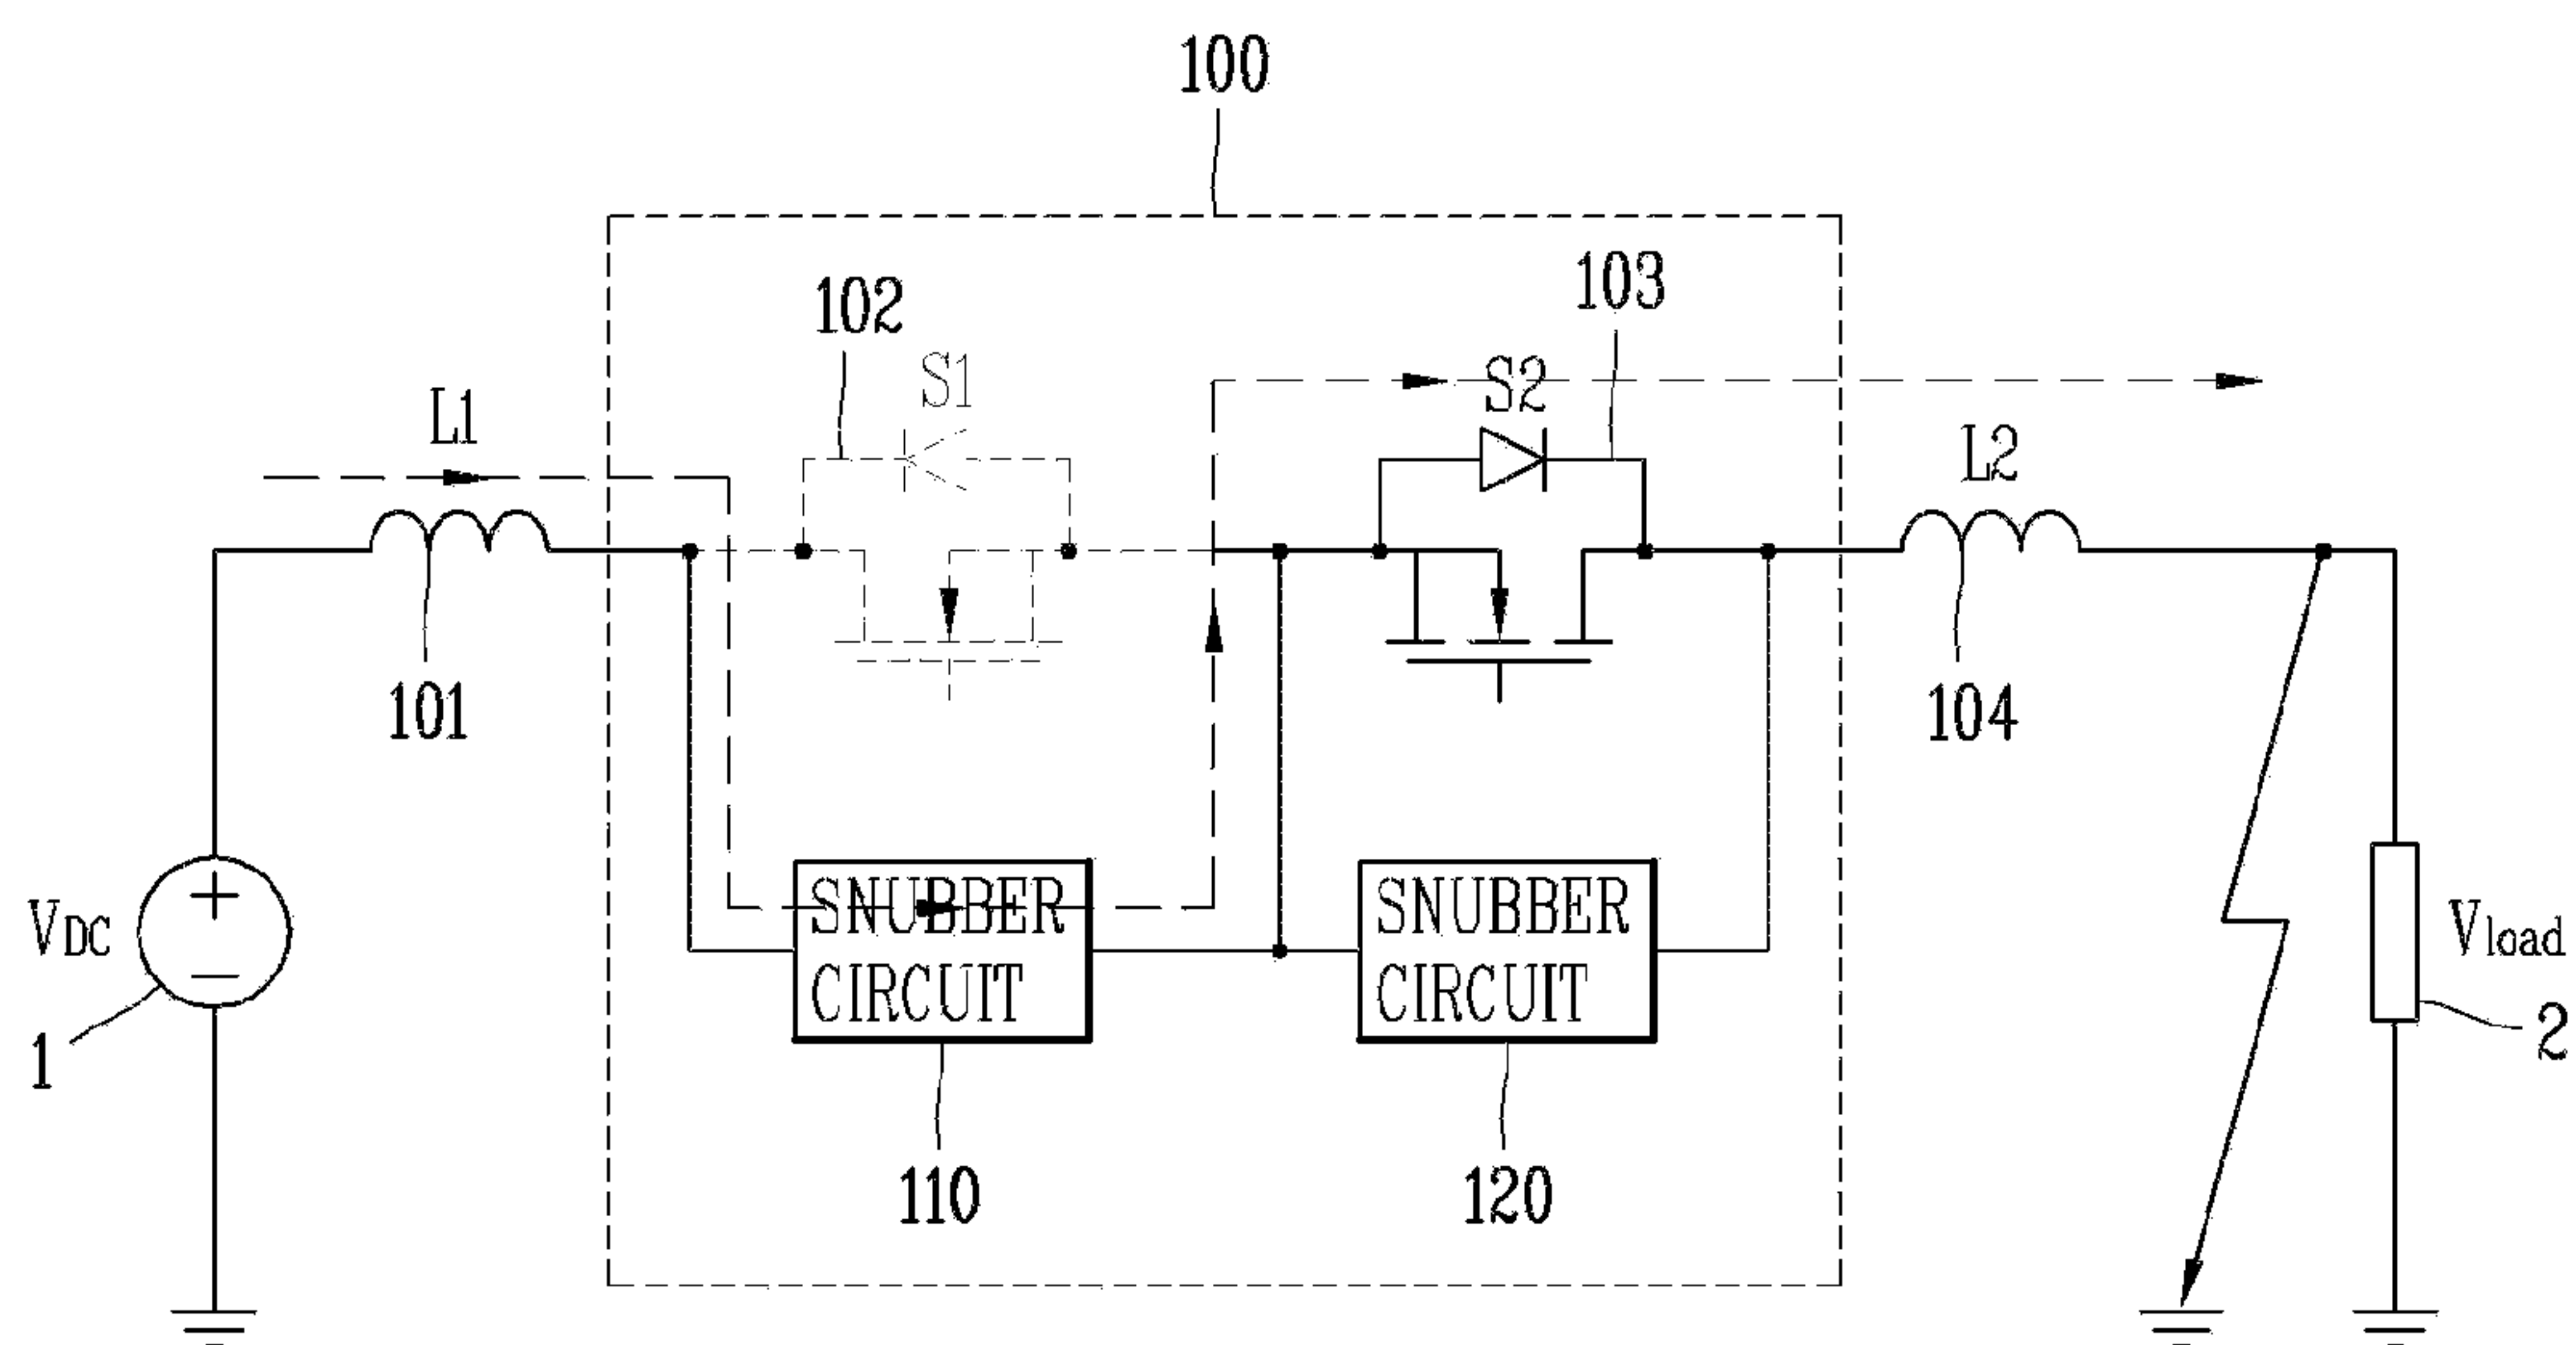 100
102
S1
103
S2
L1
L2
101
104
VDC
+
−
1
SNUBBER
CIRCUIT
SNUBBER
CIRCUIT
Vload
2
110
120